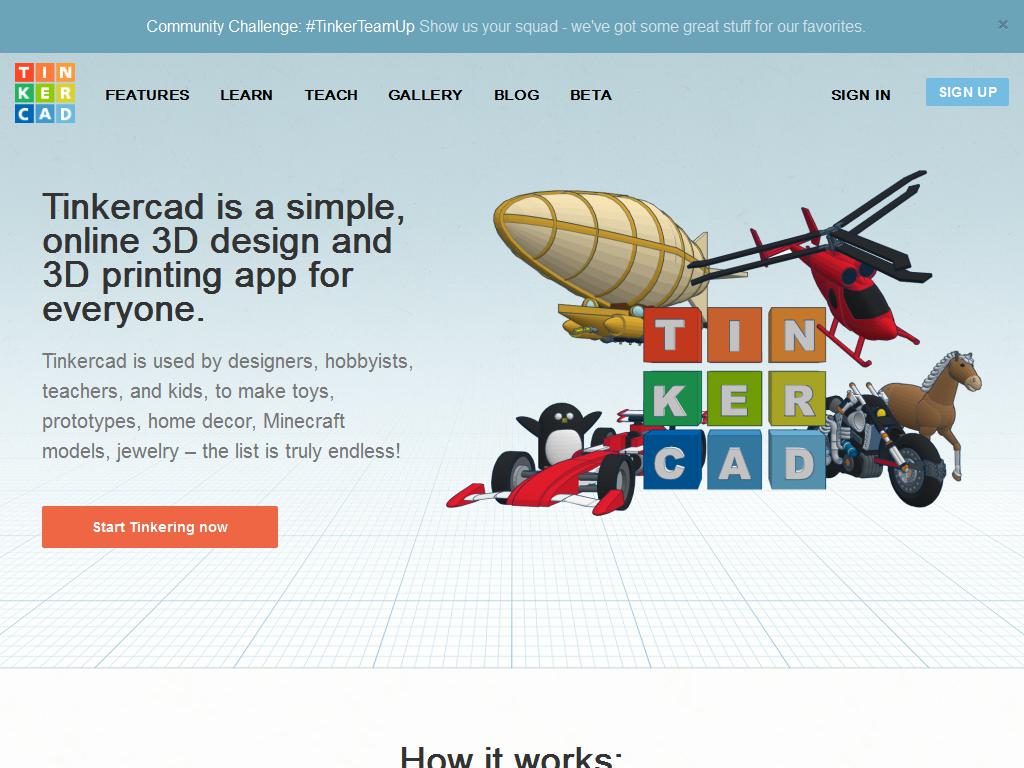 Community Challenge: #TinkerTeamUp Show us your squad - we've got some great stuff for our favorites.
×
TIN
KER
CAD
FEATURES LEARN TEACH GALLERY BLOG BETA SIGN IN SIGN UP
Tinkercad is a simple,
online 3D design and
3D printing app for
everyone.
Tinkercad is used by designers, hobbyists,
teachers, and kids, to make toys,
prototypes, home decor, Minecraft
models, jewelry – the list is truly endless!
Start Tinkering now
TIN
KER
CAD
How it works: